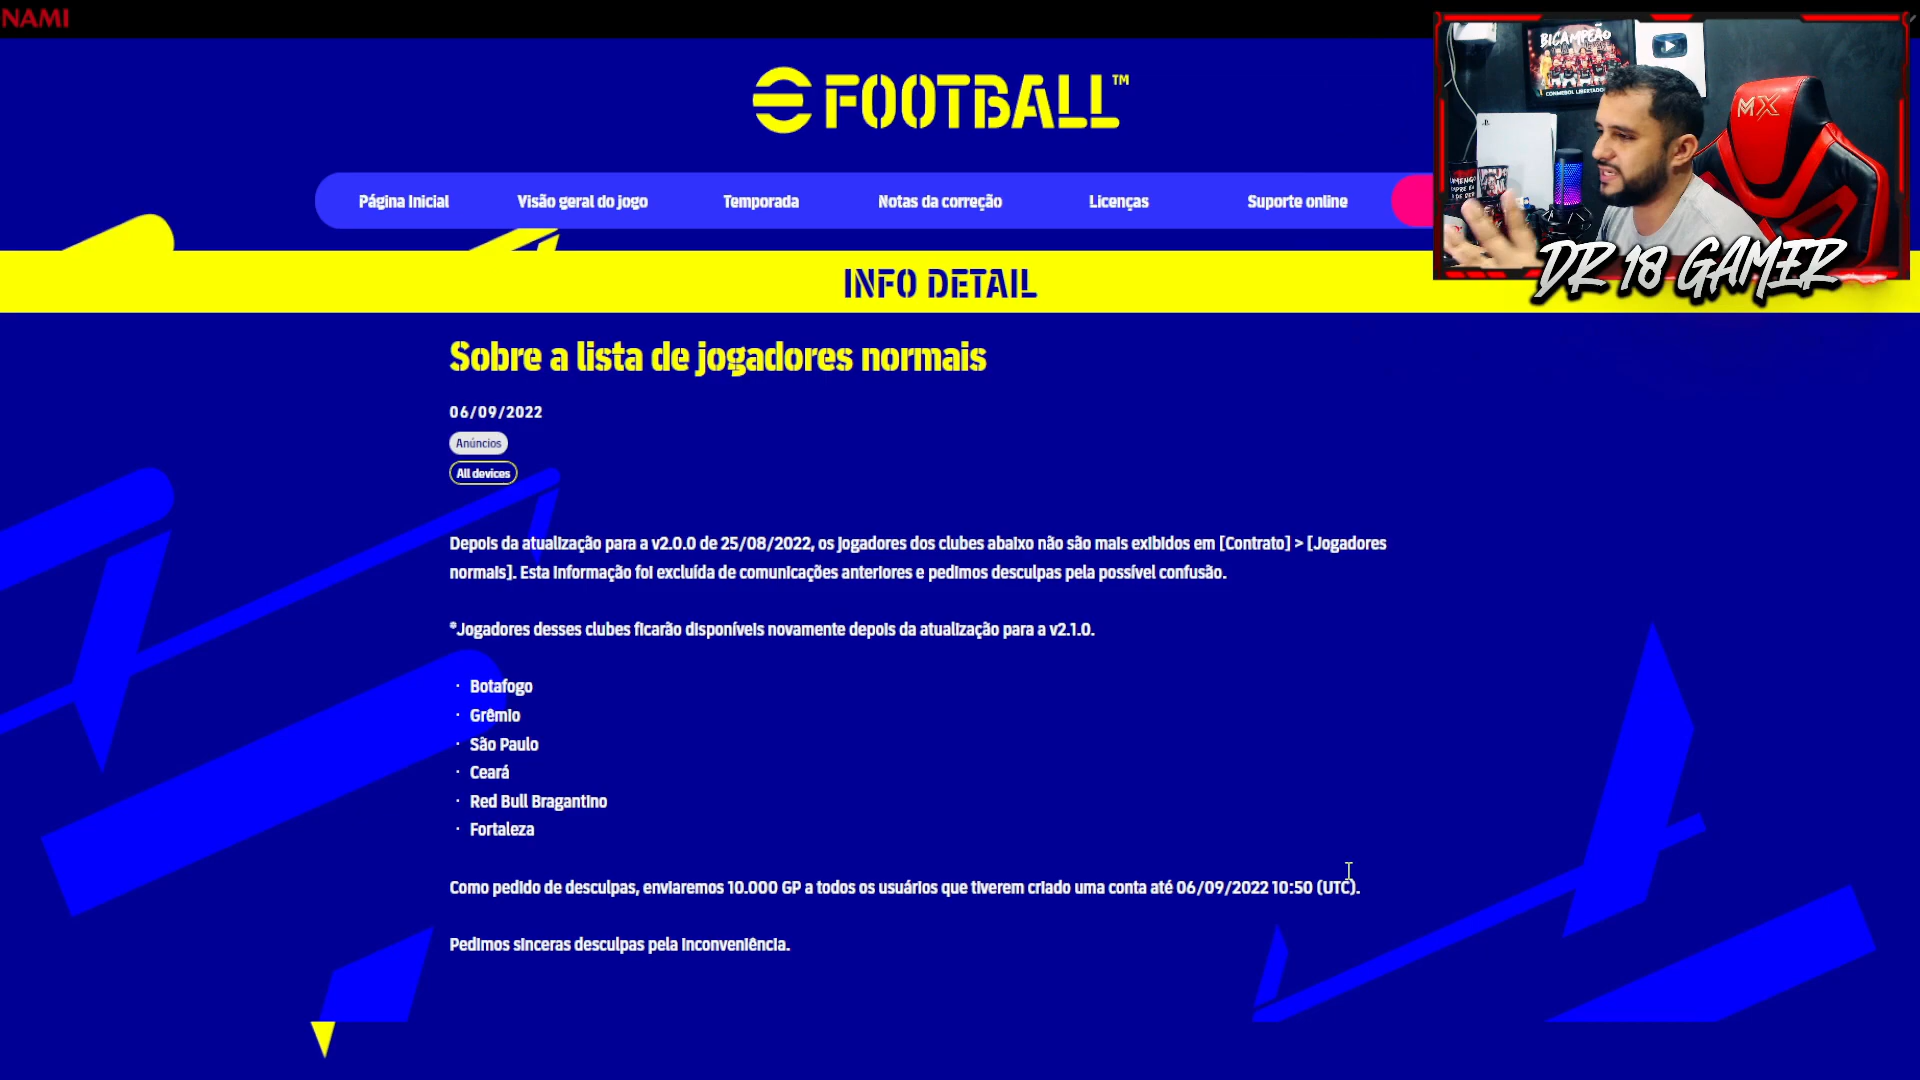 NAMI
FOOTBALL™
Página Inicial
Visão geral do jogo
Temporada
Notas da correção
Licenças
Suporte online
BICAMPEÃO
MX
DR 18 GAMER
INFO DETAIL
Sobre a lista de jogadores normais
06/09/2022
Anúncios
All devices
Depois da atualização para a v2.0.0 de 25/08/2022, os jogadores dos clubes abaixo não são mais exibidos em [Contrato] > [Jogadores
normais]. Esta informação foi excluída de comunicações anteriores e pedimos desculpas pela possível confusão.
*Jogadores desses clubes ficarão disponíveis novamente depois da atualização para a v2.1.0.
· Botafogo
· Grêmio
· São Paulo
· Ceará
· Red Bull Bragantino
· Fortaleza
Como pedido de desculpas, enviaremos 10.000 GP a todos os usuários que tiverem criado uma conta até 06/09/2022 10:50 (UTC).
Pedimos sinceras desculpas pela inconveniência.